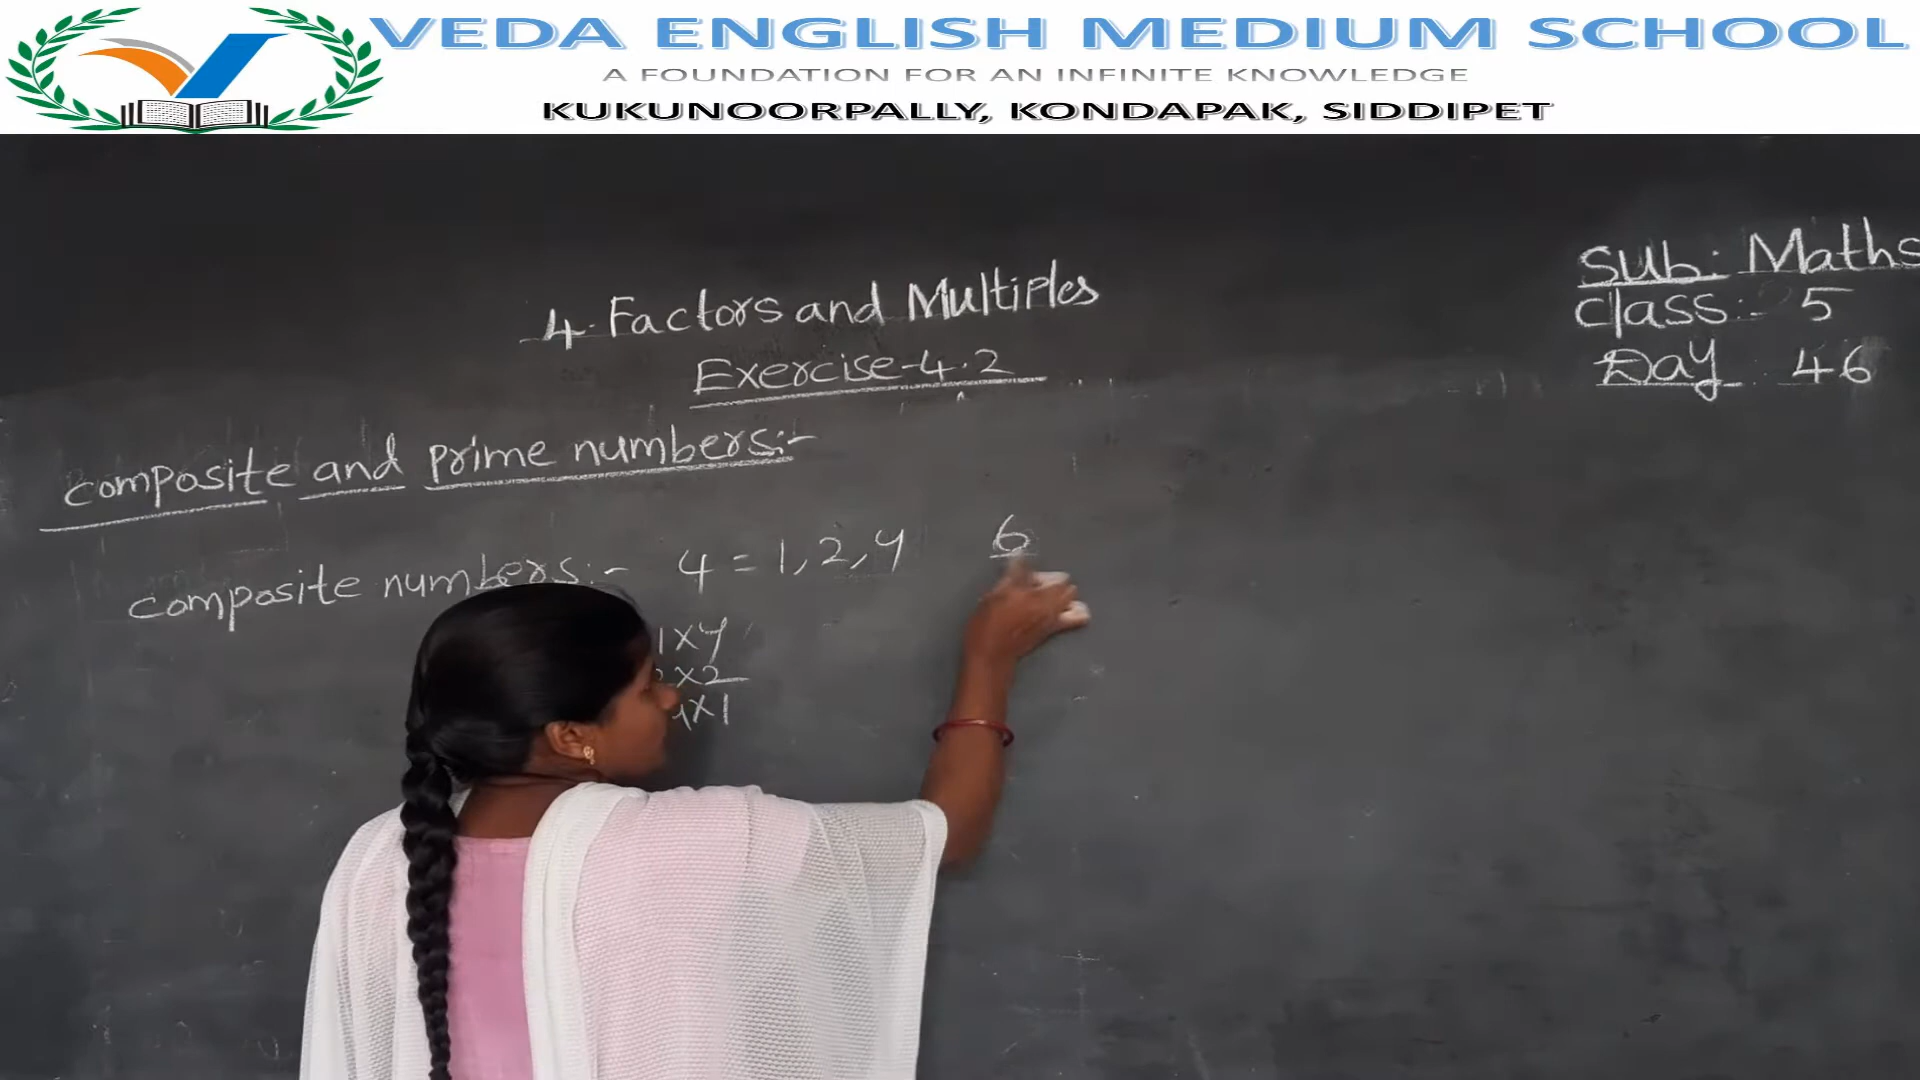 VEDA ENGLISH MEDIUM SCHOOL
A FOUNDATION FOR AN INFINITE KNOWLEDGE
KUKUNOORPALLY, KONDAPAK, SIDDIPET
Sub: Maths
Class:- 5
Day 46
4. Factors and Multiples
Exercise-4.2
composite and prime numbers:-
composite numbers:- 4 = 1, 2, 4 6
1×4
2×2
4×1